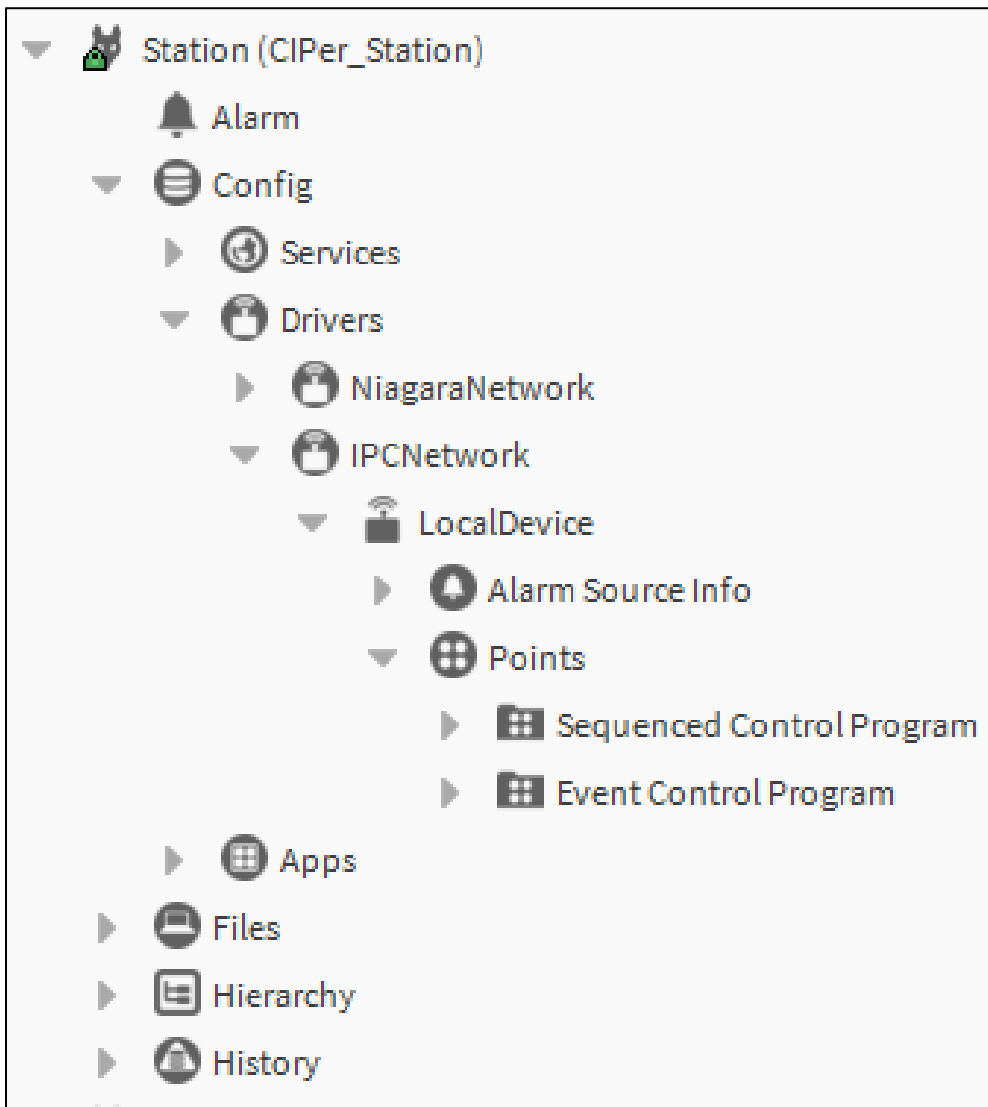 Station (CIPer_Station)
Alarm
Config
Services
Drivers
NiagaraNetwork
IPCNetwork
LocalDevice
Alarm Source Info
Points
Sequenced Control Program
Event Control Program
Apps
Files
Hierarchy
History